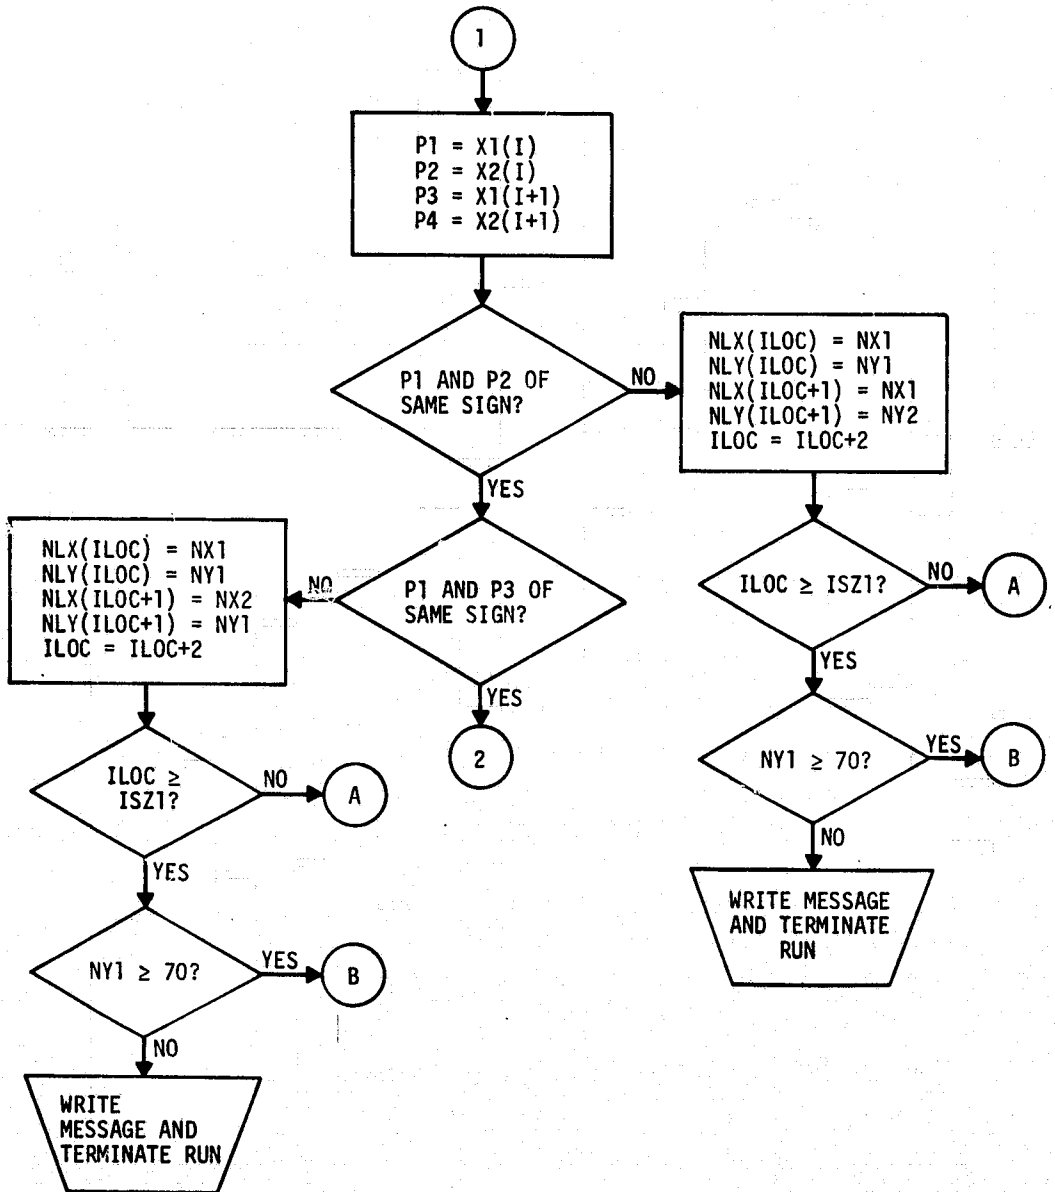 1
P1 = X1(I)
P2 = X2(I)
P3 = X1(I+1)
P4 = X2(I+1)
P1 AND P2 OF
SAME SIGN?
NO
NLX(ILOC) = NX1
NLY(ILOC) = NY1
NLX(ILOC+1) = NX1
NLY(ILOC+1) = NY2
ILOC = ILOC+2
YES
P1 AND P3 OF
SAME SIGN?
NO
NLX(ILOC) = NX1
NLY(ILOC) = NY1
NLX(ILOC+1) = NX2
NLY(ILOC+1) = NY1
ILOC = ILOC+2
YES
2
ILOC ≥ ISZ1?
NO
A
YES
NY1 ≥ 70?
YES
B
NO
WRITE MESSAGE
AND TERMINATE
RUN
ILOC ≥
ISZ1?
NO
A
YES
NY1 ≥ 70?
YES
B
NO
WRITE
MESSAGE AND
TERMINATE RUN